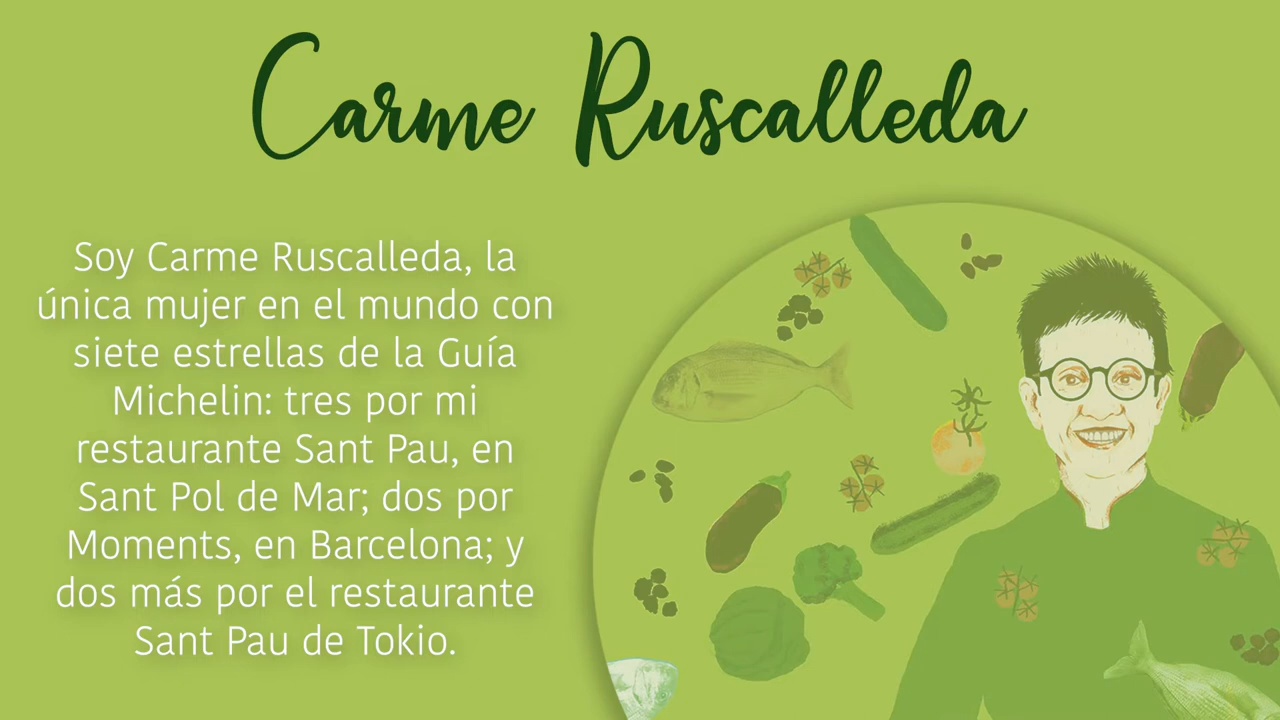 Carme Ruscalleda
Soy Carme Ruscalleda, la
única mujer en el mundo con
siete estrellas de la Guía
Michelin: tres por mi
restaurante Sant Pau, en
Sant Pol de Mar; dos por
Moments, en Barcelona; y
dos más por el restaurante
Sant Pau de Tokio.